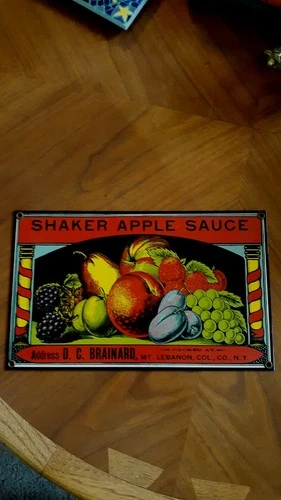 SHAKER APPLE SAUCE
Address D. C. BRAINARD, MT. LEBANON, COL., CO., N.Y.